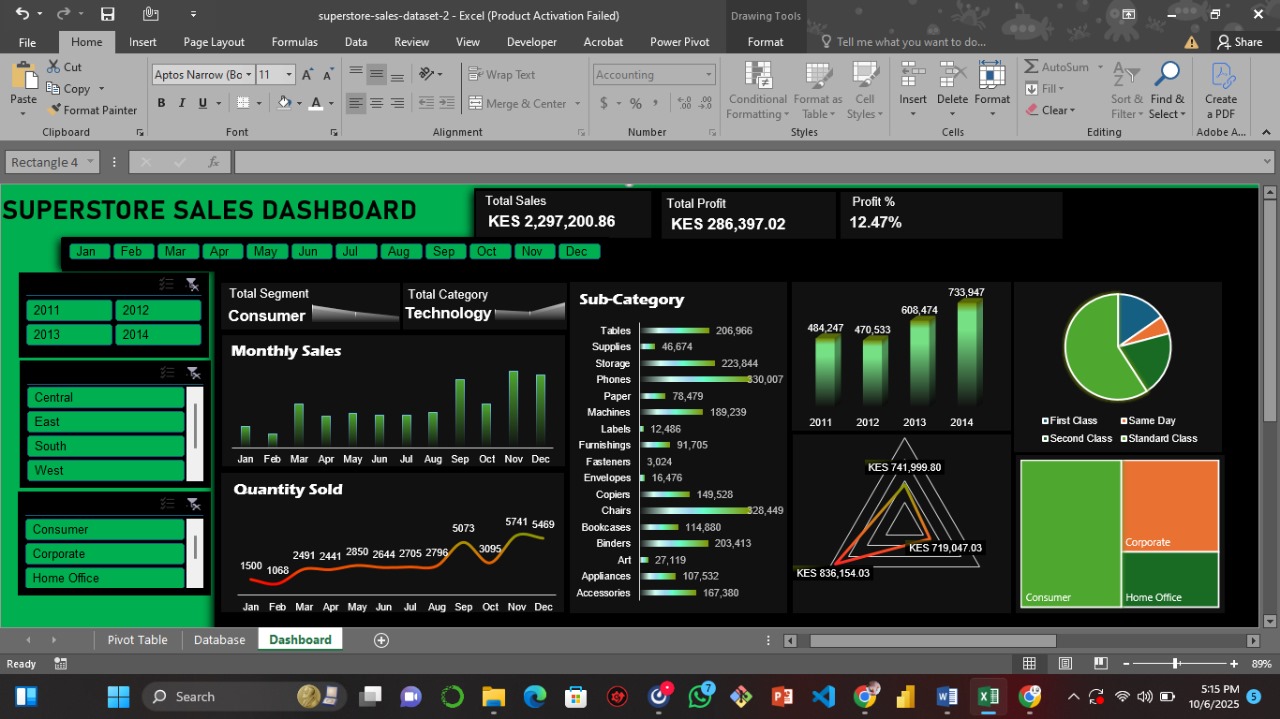 superstore-sales-dataset-2 - Excel (Product Activation Failed)
Drawing Tools
File Home Insert Page Layout Formulas Data Review View Developer Acrobat Power Pivot Format Tell me what you want to do... Share
Cut
Copy
Format Painter
Paste
Clipboard
Aptos Narrow (Bo 11 A A
B I U A
Font
Wrap Text
Merge & Center
Alignment
Accounting
$ % ,
Number
Conditional Formatting
Format as Table
Cell Styles
Styles
Insert Delete Format
Cells
AutoSum
Fill
Clear
Sort & Filter
Find & Select
Editing
Create a PDF
Adobe A...
Rectangle 4 fx
SUPERSTORE SALES DASHBOARD
Total Sales
KES 2,297,200.86
Total Profit
KES 286,397.02
Profit %
12.47%
Jan Feb Mar Apr May Jun Jul Aug Sep Oct Nov Dec
2011 2012
2013 2014
Central
East
South
West
Consumer
Corporate
Home Office
Total Segment
Consumer
Total Category
Technology
Monthly Sales
Jan Feb Mar Apr May Jun Jul Aug Sep Oct Nov Dec
Quantity Sold
1500 1068 2491 2441 2850 2644 2705 2796 5073 3095 5741 5469
Jan Feb Mar Apr May Jun Jul Aug Sep Oct Nov Dec
Sub-Category
Tables 206,966
Supplies 46,674
Storage 223,844
Phones 330,007
Paper 78,479
Machines 189,239
Labels 12,486
Furnishings 91,705
Fasteners 3,024
Envelopes 16,476
Copiers 149,528
Chairs 328,449
Bookcases 114,880
Binders 203,413
Art 27,119
Appliances 107,532
Accessories 167,380
484,247 470,533 608,474 733,947
2011 2012 2013 2014
KES 741,999.80
KES 719,047.03
KES 836,154.03
First Class Same Day
Second Class Standard Class
Consumer
Corporate
Home Office
Pivot Table Database Dashboard
Ready
89%
Search
7
5:15 PM
10/6/2025
5